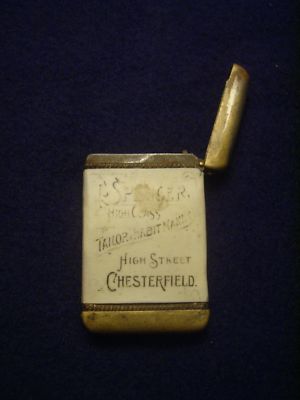 SPENCER.
HIGH CLASS
TAILOR & HABIT MAKER
HIGH STREET
CHESTERFIELD.